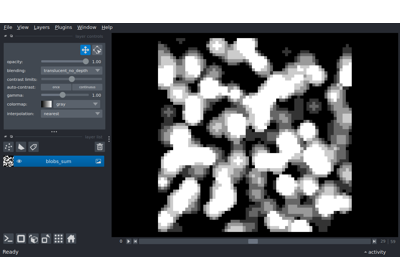 File View Layers Plugins Window Help
opacity: 1.00
blending: translucent_no_depth
contrast limits:
auto-contrast: once continuous
gamma: 1.00
colormap: gray
interpolation: nearest
blobs_sum
Ready
activity